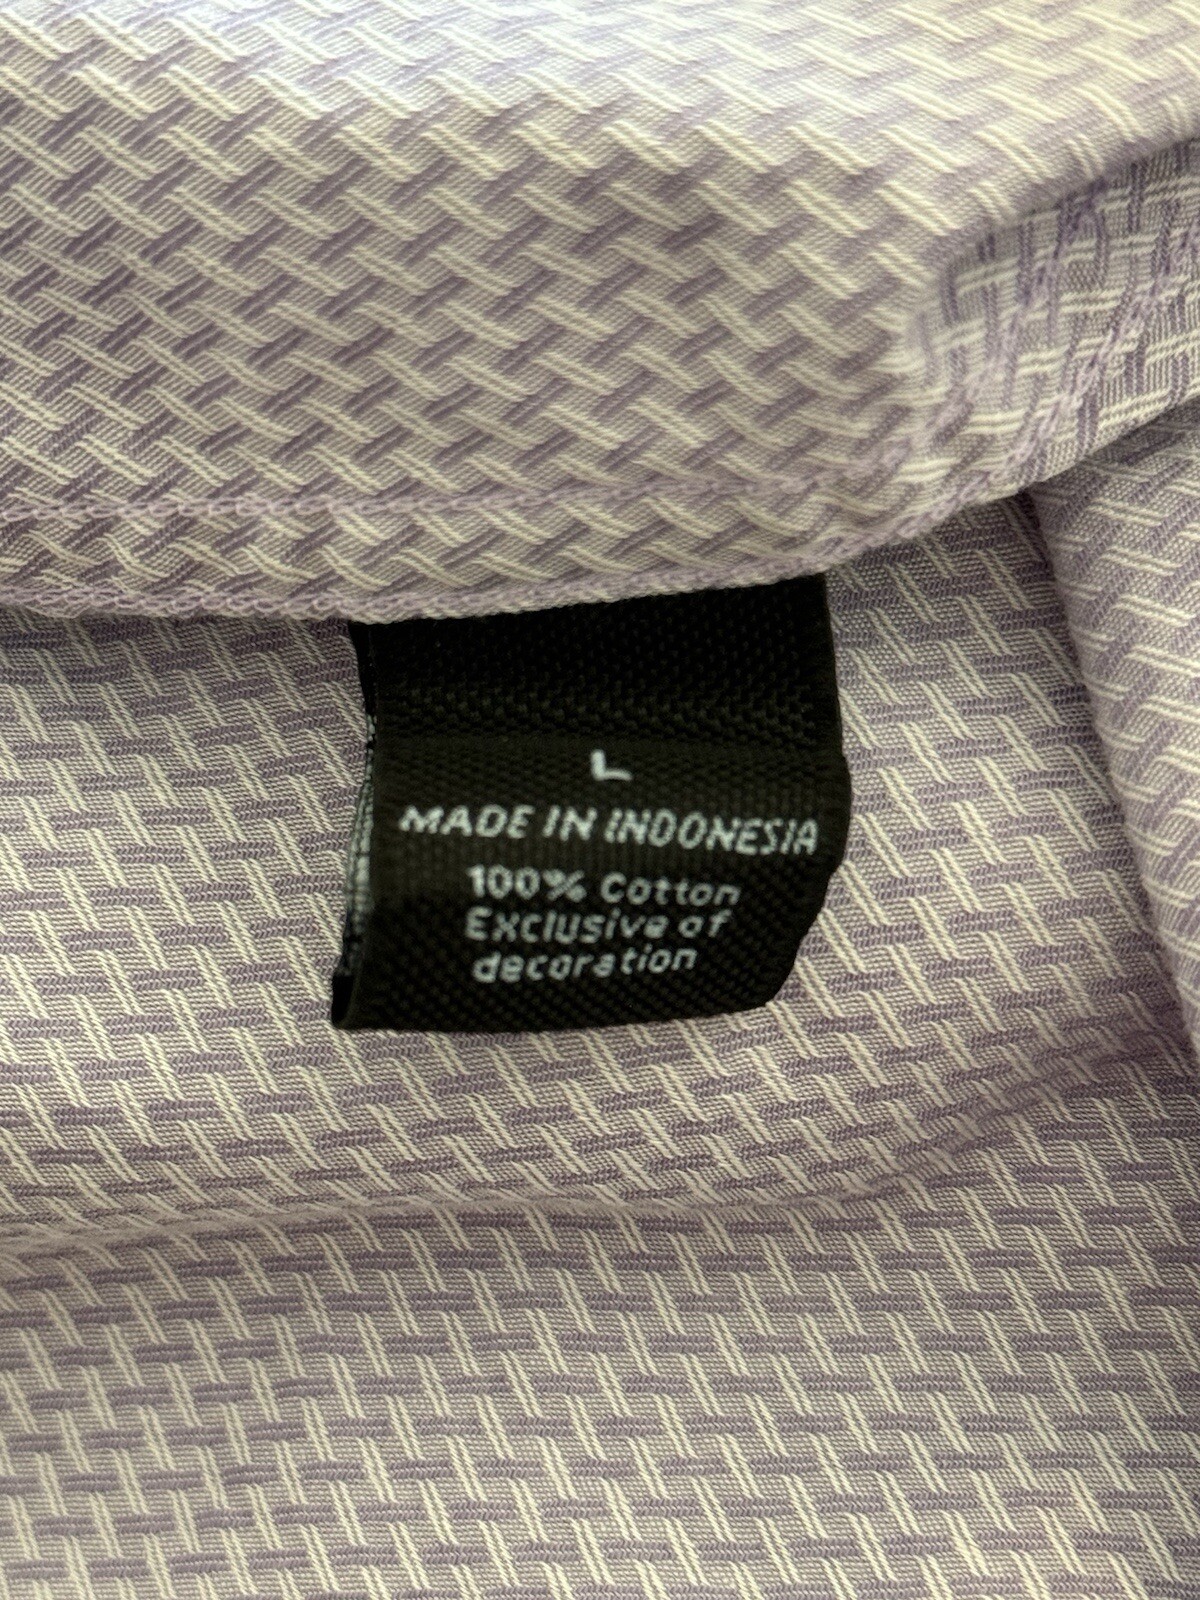 L
MADE IN INDONESIA
100% Cotton
Exclusive of
decoration